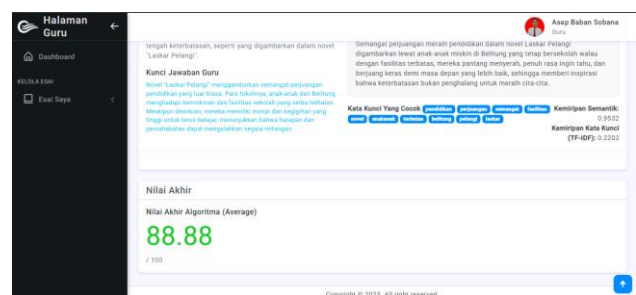 Halaman Guru
Dashboard
KELOLA ESAI
Esai Saya
Asep Baban Sobana
Guru
tengah keterbatasan, seperti yang digambarkan dalam novel
"Laskar Pelangi".
Kunci Jawaban Guru
Novel "Laskar Pelangi" menggambarkan semangat perjuangan
pendidikan yang luar biasa. Para tokohnya, anak-anak dari Belitung,
menghadapi kemiskinan dan fasilitas sekolah yang serba terbatas.
Meskipun demikian, mereka memiliki mimpi dan kegigihan yang
tinggi untuk terus belajar, menunjukkan bahwa harapan dan
persahabatan dapat mengalahkan segala rintangan.
Semangat perjuangan meraih pendidikan dalam novel Laskar Pelangi
digambarkan lewat anak-anak miskin di Belitung yang tetap bersekolah walau
dengan fasilitas terbatas, mereka pantang menyerah, penuh rasa ingin tahu, dan
berjuang keras demi masa depan yang lebih baik, sehingga memberi inspirasi
bahwa keterbatasan bukan penghalang untuk meraih cita-cita.
Kata Kunci Yang Cocok pendidikan perjuangan semangat fasilitas
novel anakanak terbatas belitung pelangi laskar
Kemiripan Semantik:
0.9532
Kemiripan Kata Kunci
(TF-IDF): 0.2202
Nilai Akhir
Nilai Akhir Algoritma (Average)
88.88
/ 100
Copyright © 2025. All right reserved